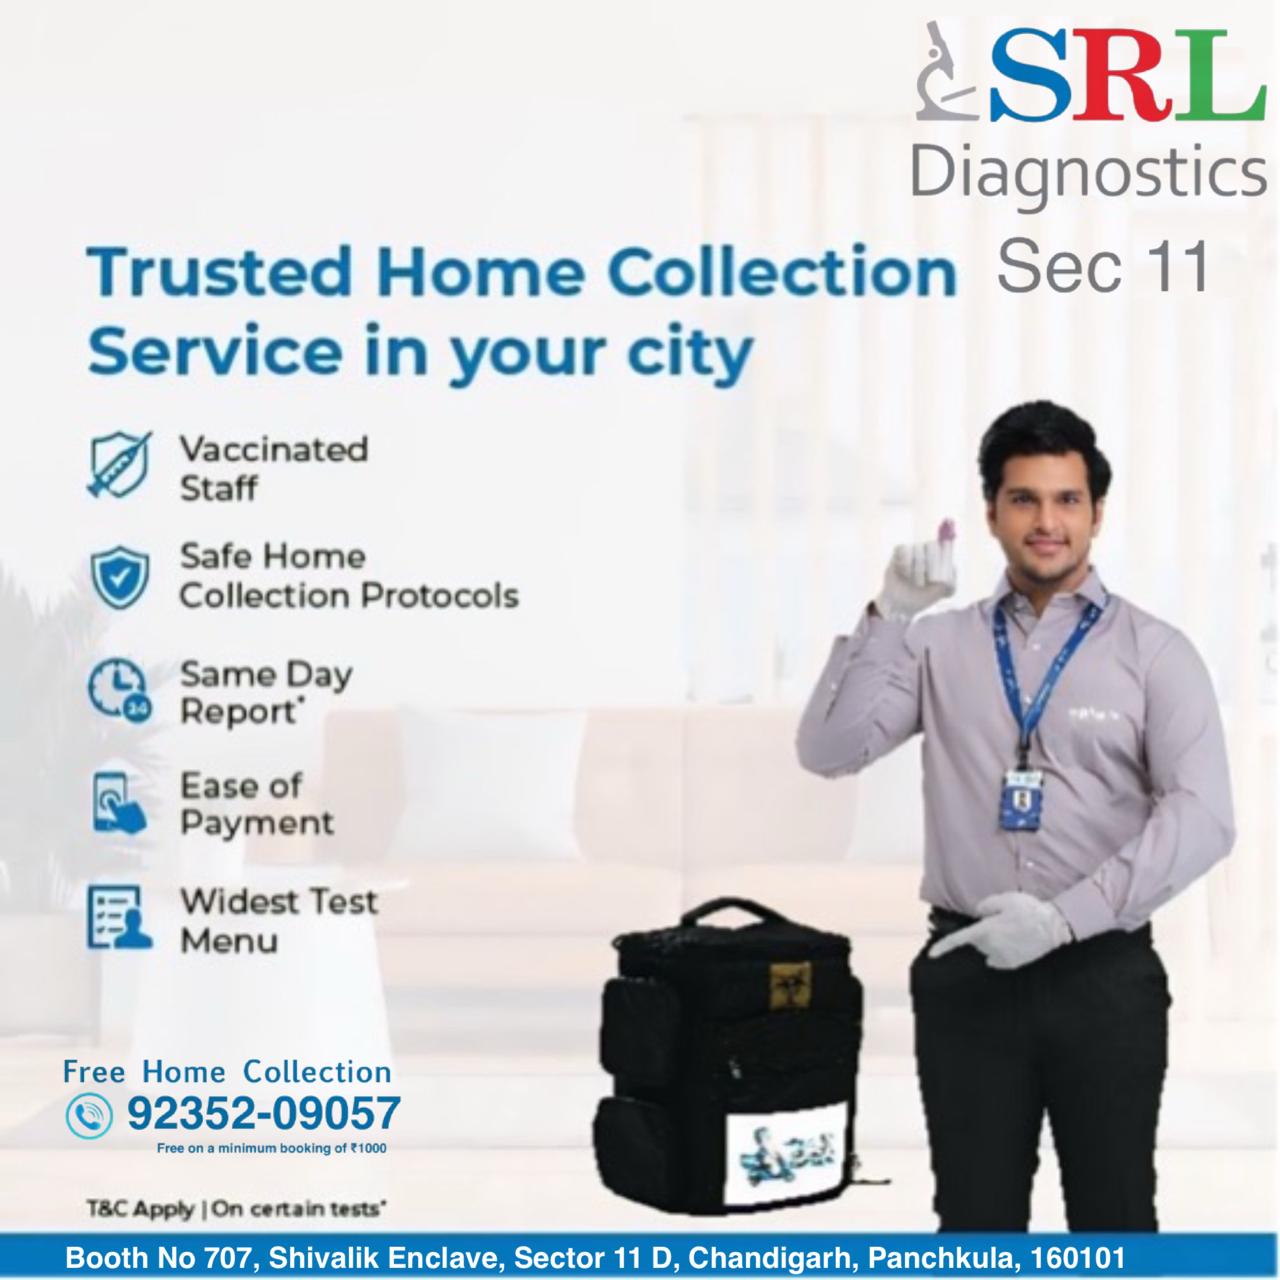 SRL
Diagnostics
Sec 11
Trusted Home Collection
Service in your city
Vaccinated
Staff
Safe Home
Collection Protocols
Same Day
Report*
24
Ease of
Payment
Widest Test
Menu
Free Home Collection
92352-09057
Free on a minimum booking of ₹1000
T&C Apply | On certain tests*
Booth No 707, Shivalik Enclave, Sector 11 D, Chandigarh, Panchkula, 160101